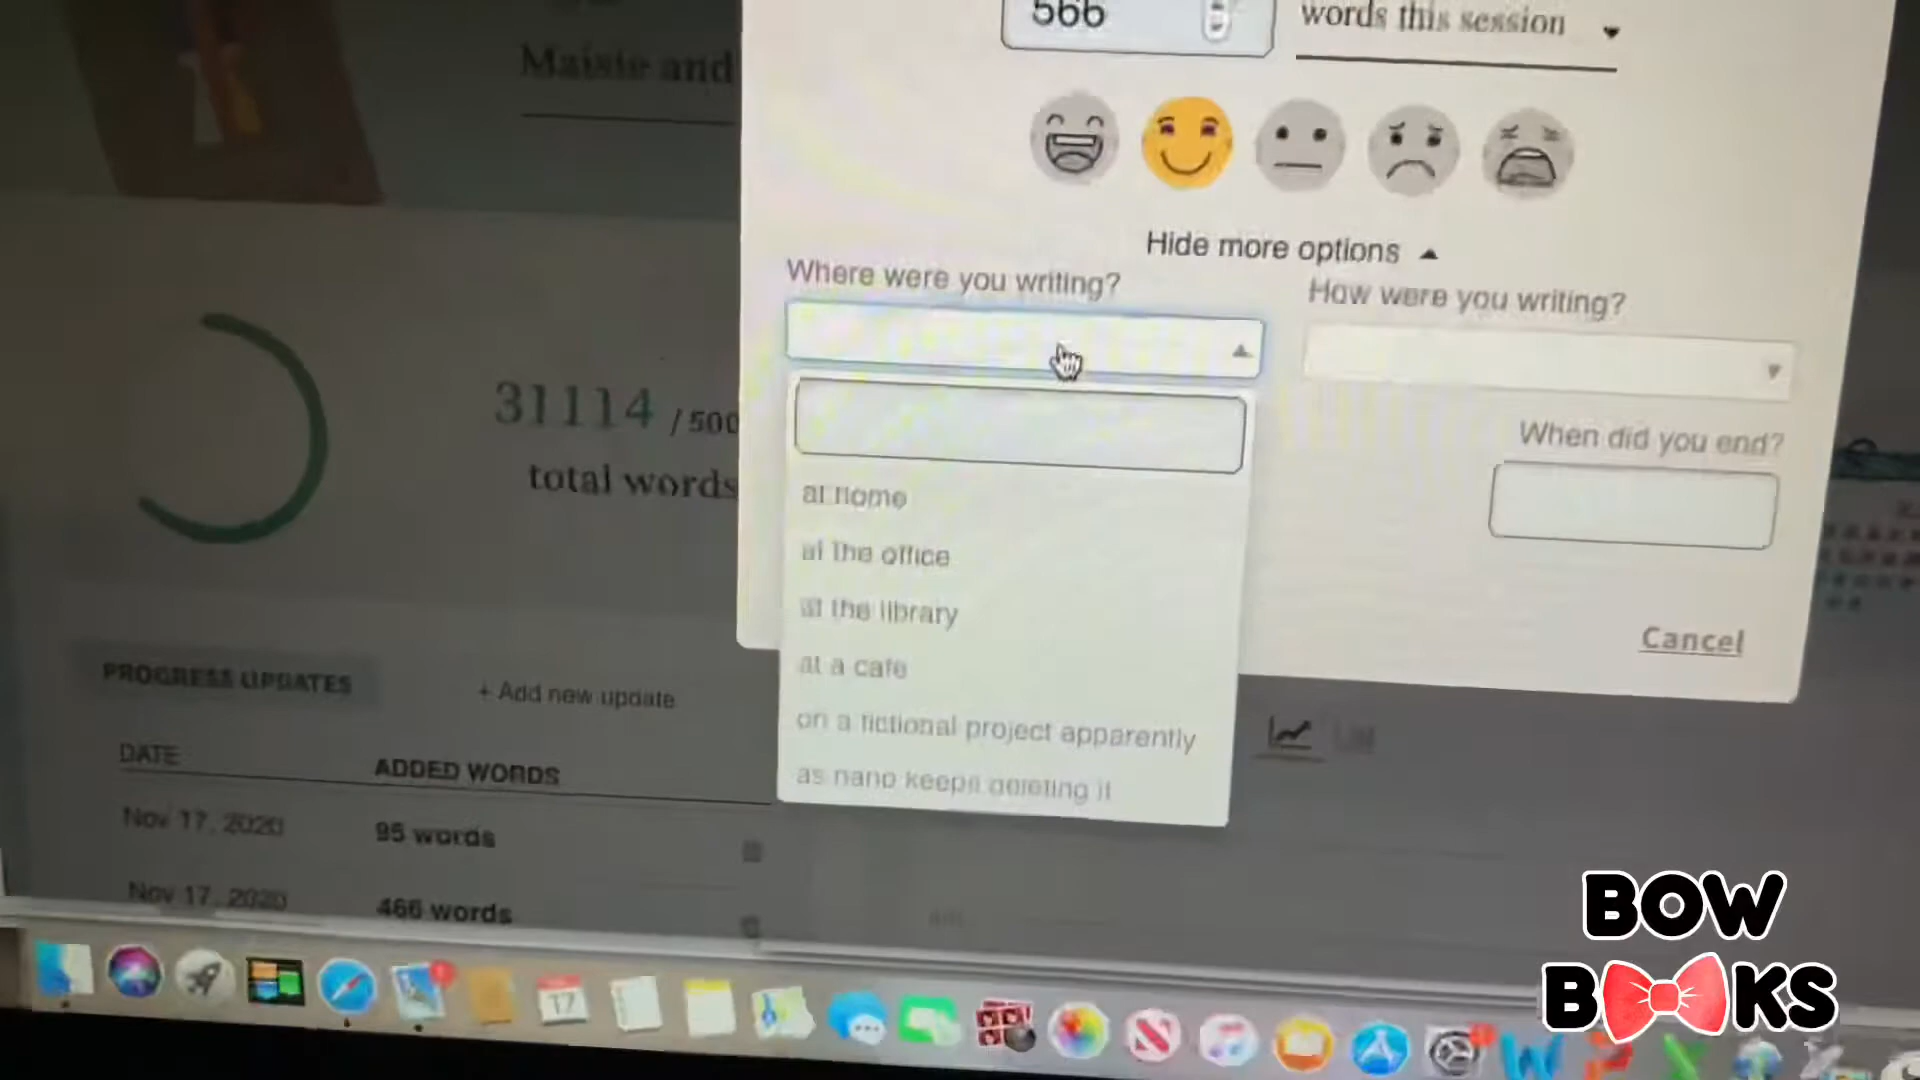 566
words this session
Maisie and
Hide more options
Where were you writing?
How were you writing?
31114 / 500
total words
When did you end?
at home
at the office
at the library
at a cafe
on a fictional project apparently
as nano keeps deleting it
Cancel
PROGRESS UPDATES
+ Add new update
DATE
ADDED WORDS
Nov 17, 2020
95 words
Nov 17, 2020
466 words
17
BOW
BOOKS